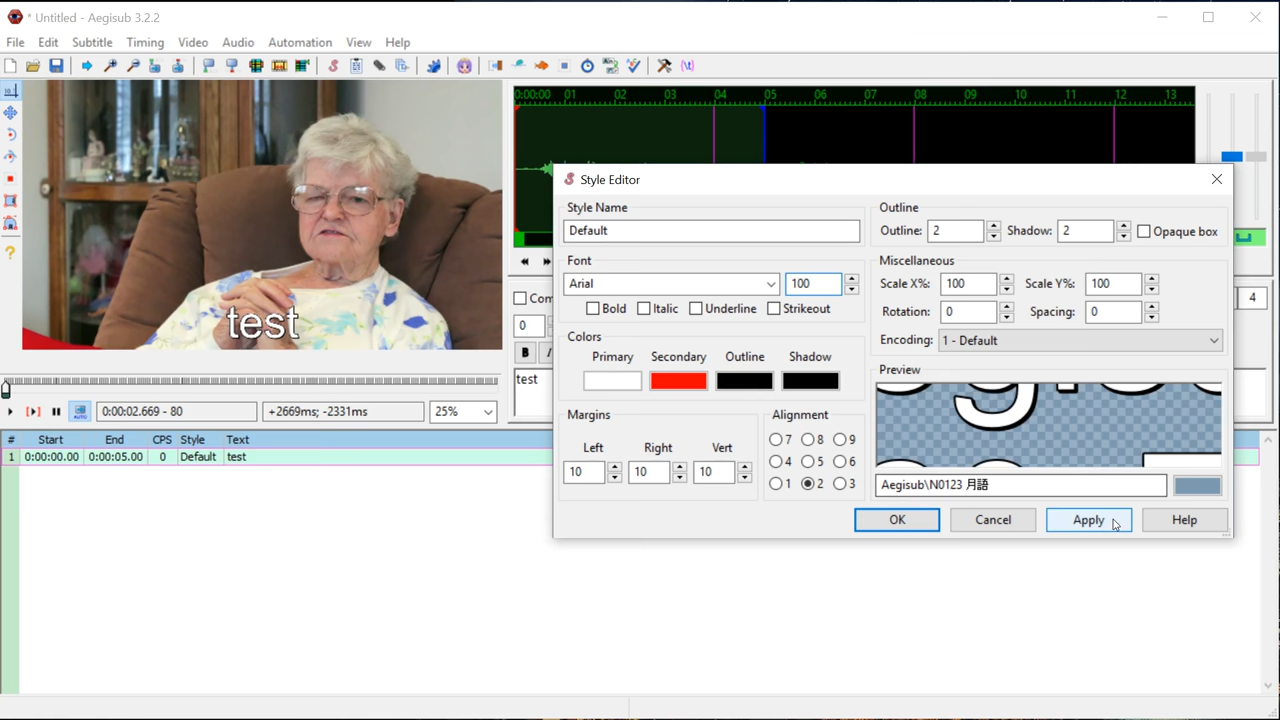 * Untitled - Aegisub 3.2.2
File Edit Subtitle Timing Video Audio Automation View Help
0:00:00 01 02 03 04 05 06 07 08 09 10 11 12 13
test
Style Editor
Style Name
Default
Font
Arial 100
Bold Italic Underline Strikeout
Colors
Primary Secondary Outline Shadow
Margins
Left Right Vert
10 10 10
Alignment
7 8 9
4 5 6
1 2 3
Outline
Outline: 2 Shadow: 2 Opaque box
Miscellaneous
Scale X%: 100 Scale Y%: 100
Rotation: 0 Spacing: 0
Encoding: 1 - Default
Preview
Aegisub\N0123 月語
OK Cancel Apply Help
Com
4
0
B I
test
0:00:02.669 - 80 +2669ms; -2331ms 25%
# Start End CPS Style Text
1 0:00:00.00 0:00:05.00 0 Default test